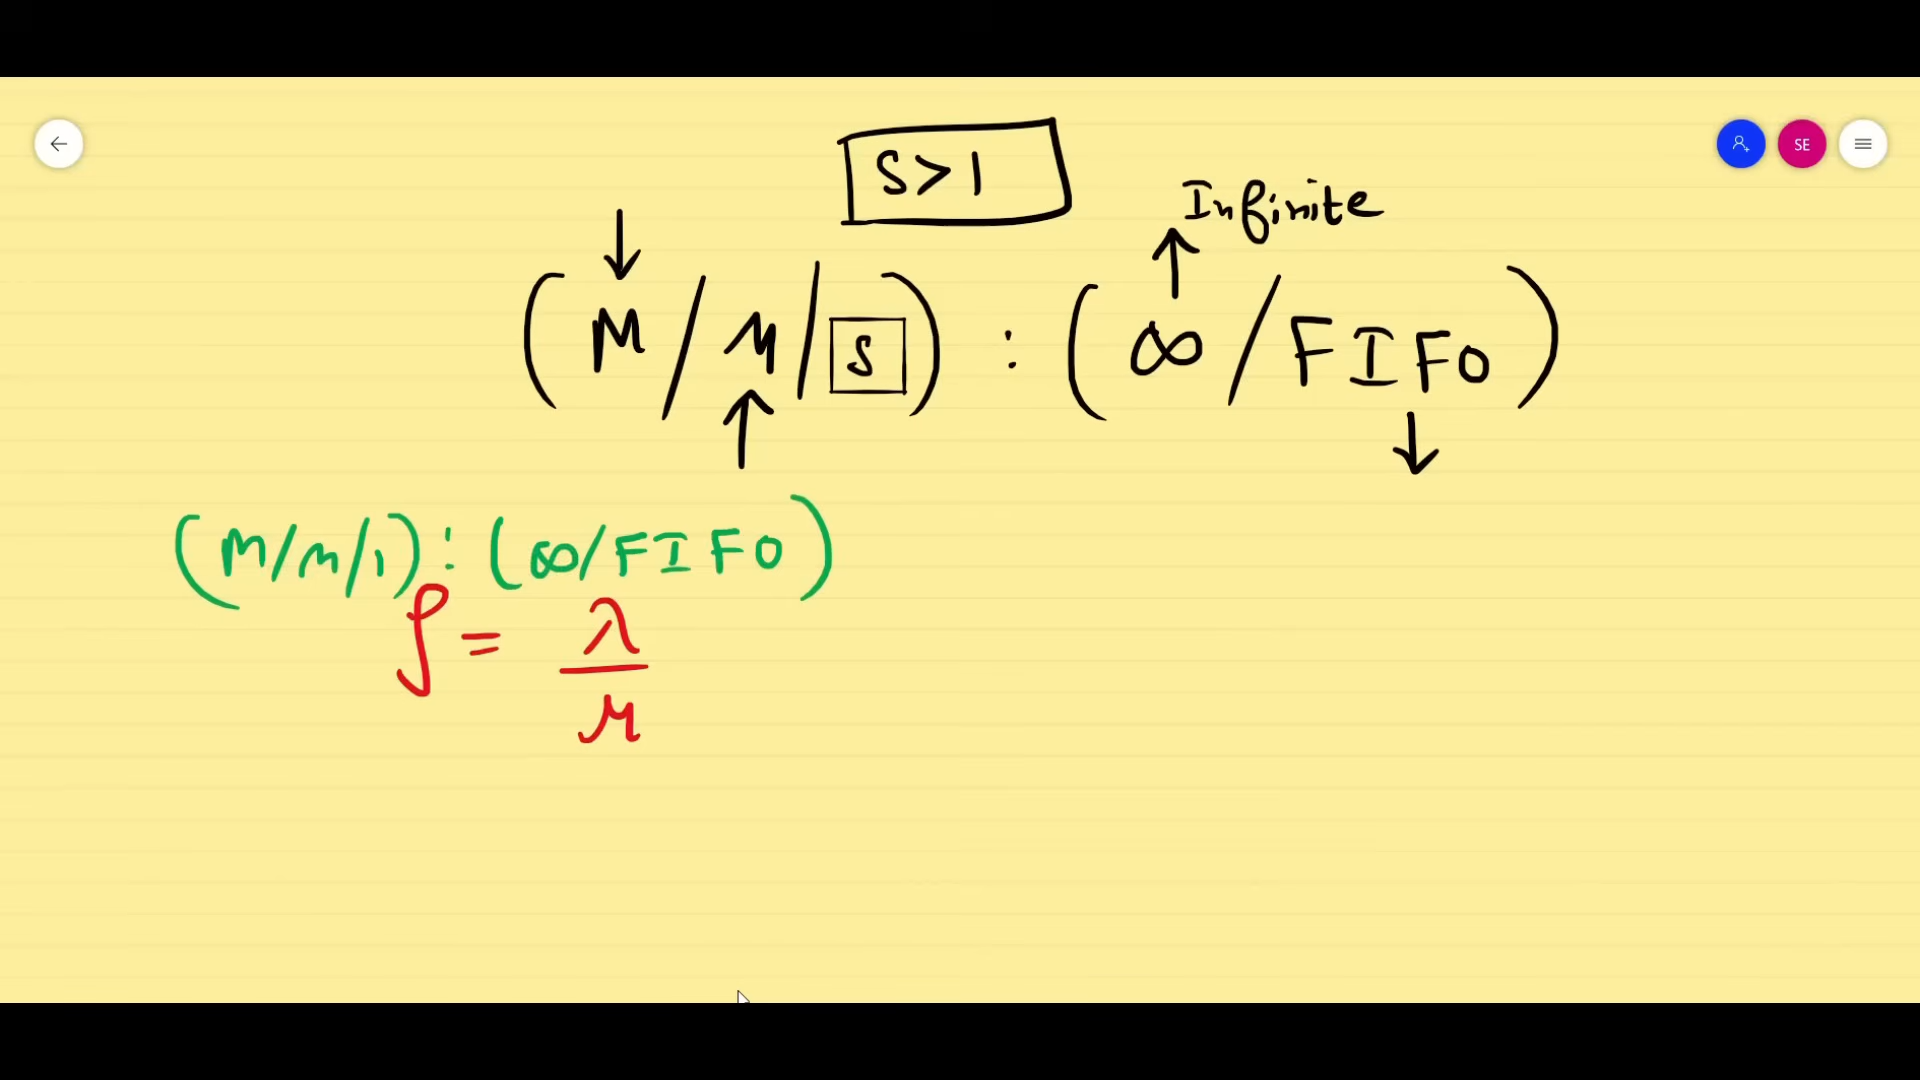 S>1
SE
Infinite
(M/M/S) : (∞/FIFO)
(M/M/1) : (∞/FIFO)
ρ = λ/μ